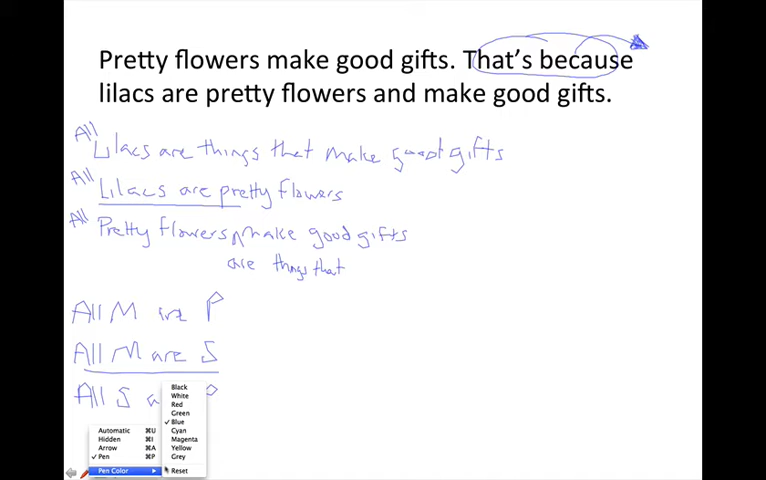 Pretty flowers make good gifts. That's because
lilacs are pretty flowers and make good gifts.
All Lilacs are things that make good gifts
All Lilacs are pretty flowers
All Pretty flowers make good gifts
are things that
All M are P
All M are S
All S a P
Black
White
Red
Green
✓ Blue
Cyan
Magenta
Yellow
Grey
Reset
Automatic ⌘U
Hidden ⌘I
Arrow ⌘A
✓ Pen ⌘P
Pen Color